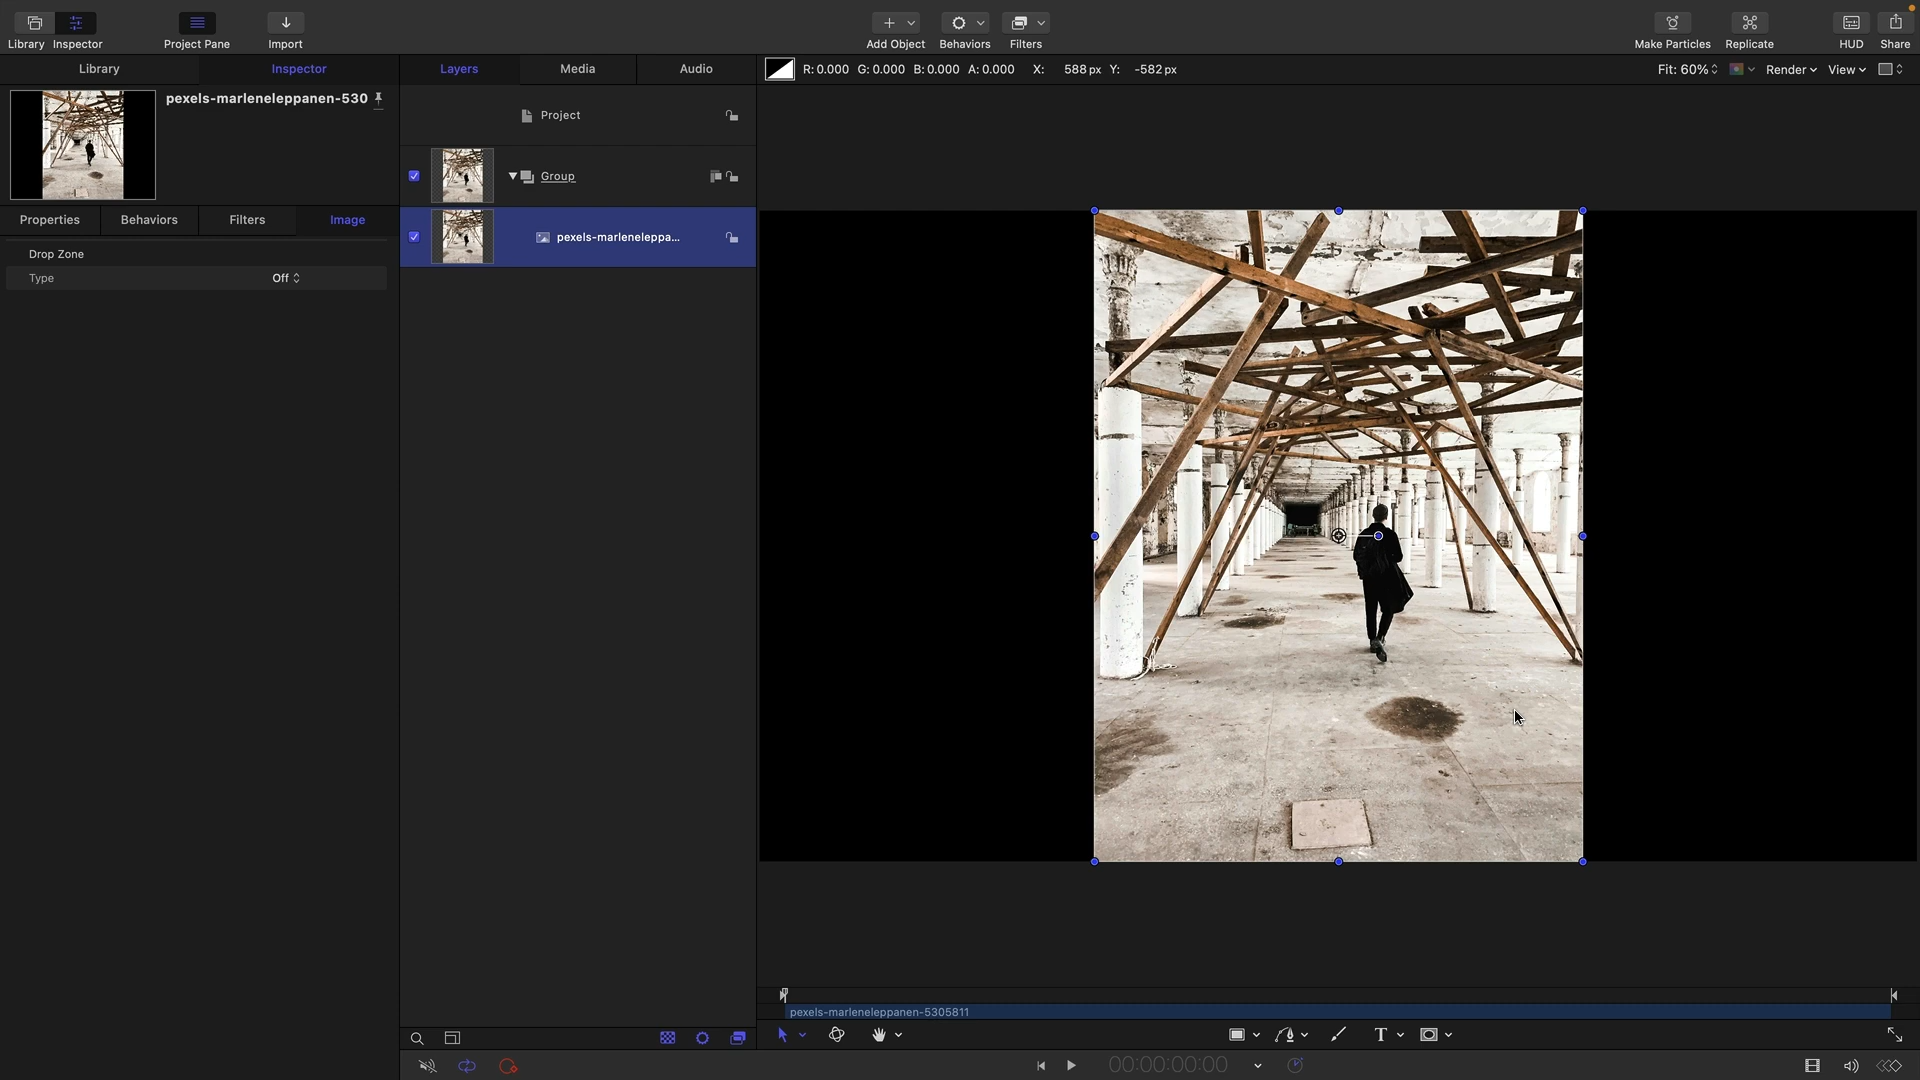 Library Inspector Project Pane Import Add Object Behaviors Filters Make Particles Replicate HUD Share
Library Inspector Layers Media Audio R: 0.000 G: 0.000 B: 0.000 A: 0.000 X: 588 px Y: -582 px Fit: 60% Render View
pexels-marleneleppanen-530
Project
Group
Properties Behaviors Filters Image
pexels-marleneleppa...
Drop Zone
Type Off
pexels-marleneleppanen-5305811
T
00:00:00:00